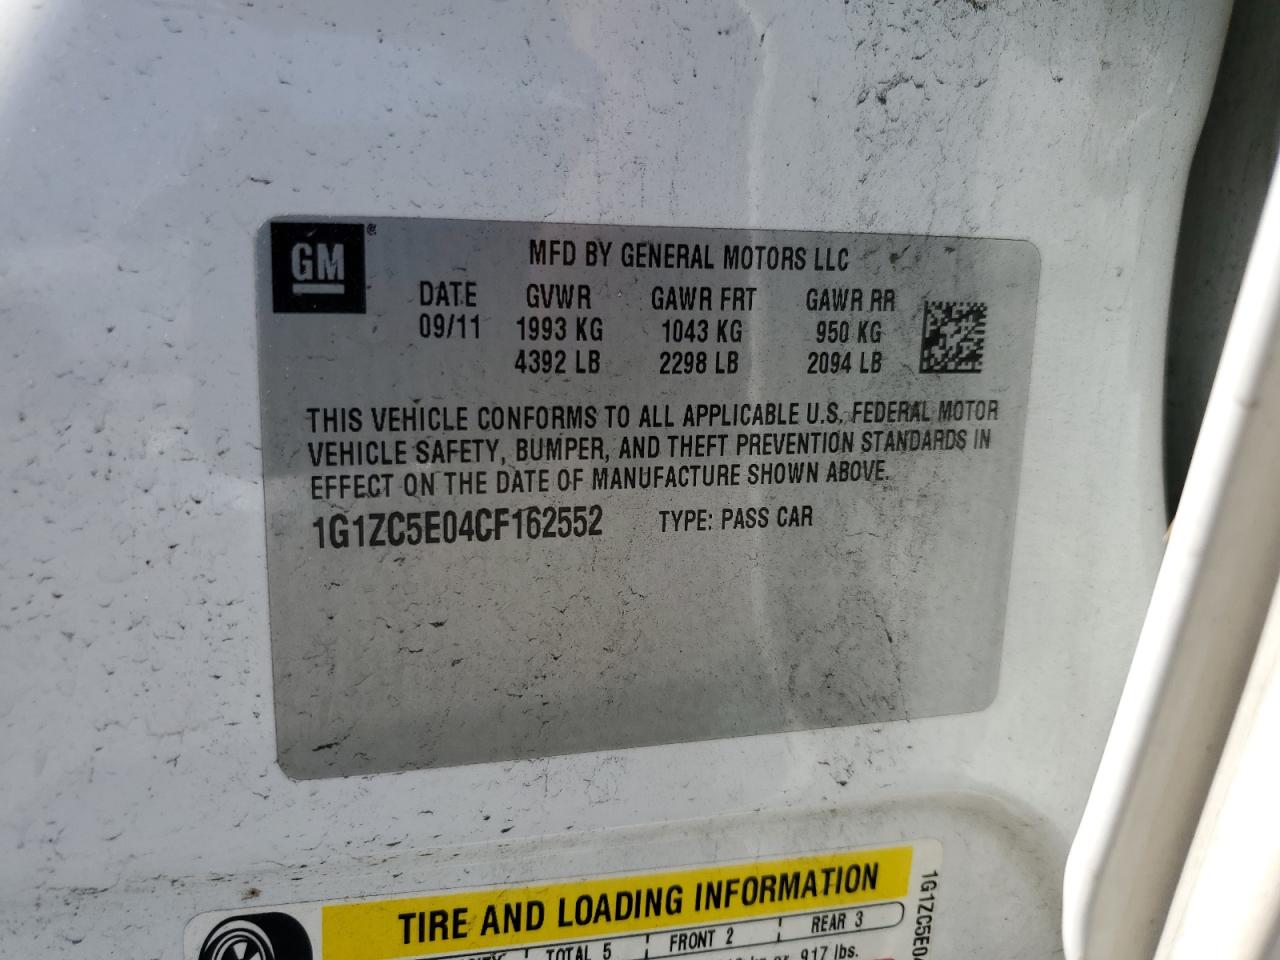 GM®
MFD BY GENERAL MOTORS LLC
DATE GVWR GAWR FRT GAWR RR
09/11 1993 KG 1043 KG 950 KG
4392 LB 2298 LB 2094 LB
THIS VEHICLE CONFORMS TO ALL APPLICABLE U.S. FEDERAL MOTOR
VEHICLE SAFETY, BUMPER, AND THEFT PREVENTION STANDARDS IN
EFFECT ON THE DATE OF MANUFACTURE SHOWN ABOVE.
1G1ZC5E04CF162552 TYPE: PASS CAR
TIRE AND LOADING INFORMATION
TOTAL 5 FRONT 2 REAR 3
917 lbs.
1G1ZC5E04